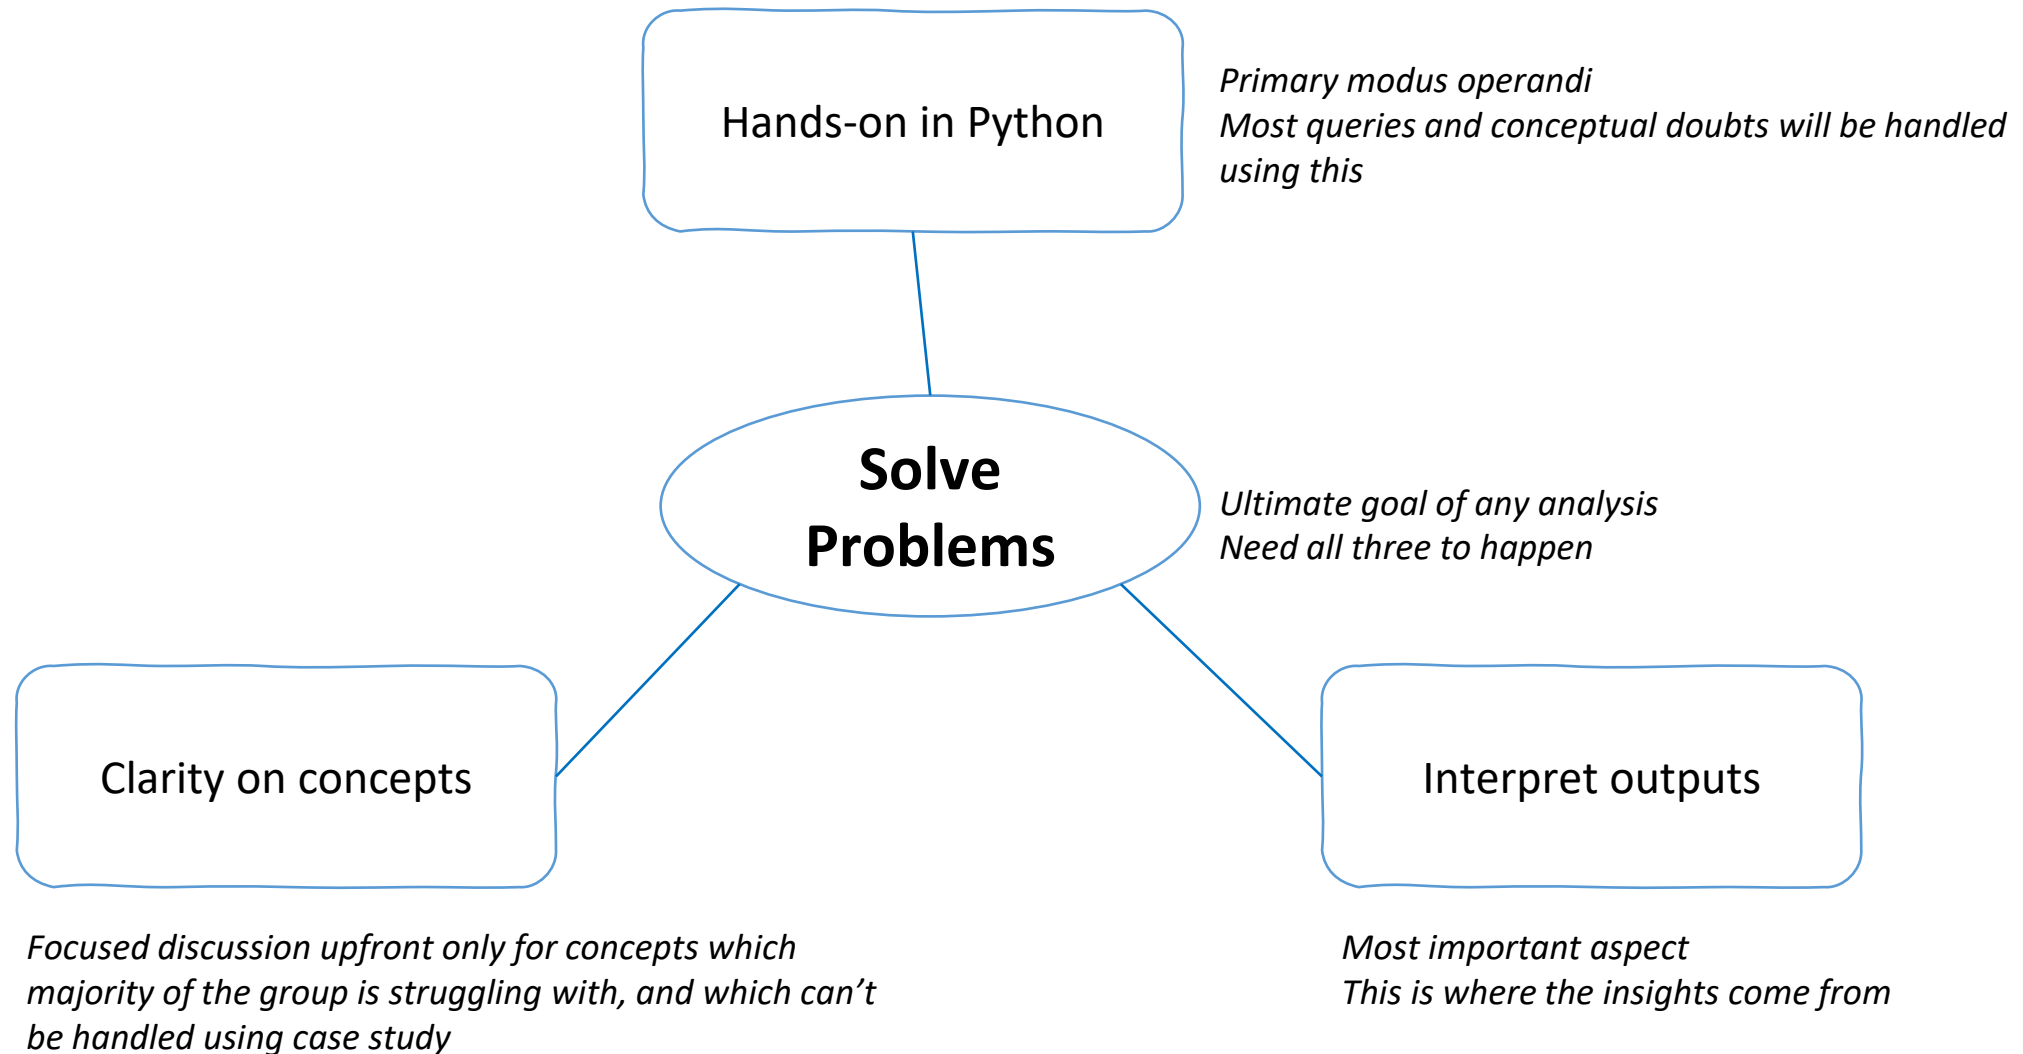 Hands-on in Python
Primary modus operandi
Most queries and conceptual doubts will be handled
using this
Solve
Problems
Ultimate goal of any analysis
Need all three to happen
Clarity on concepts
Interpret outputs
Focused discussion upfront only for concepts which
majority of the group is struggling with, and which can’t
be handled using case study
Most important aspect
This is where the insights come from